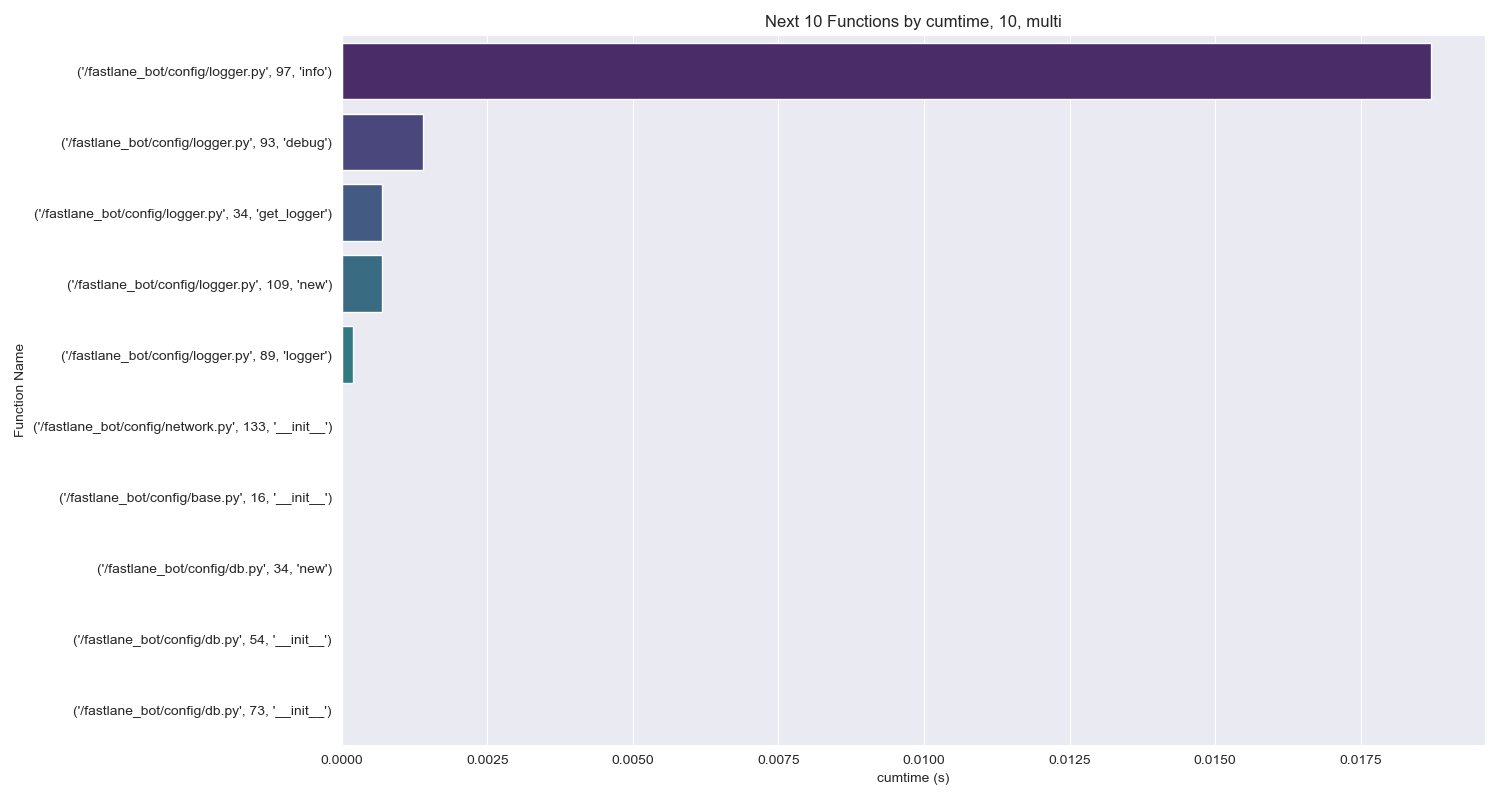 Next 10 Functions by cumtime, 10, multi
('/fastlane_bot/config/logger.py', 97, 'info')
('/fastlane_bot/config/logger.py', 93, 'debug')
('/fastlane_bot/config/logger.py', 34, 'get_logger')
('/fastlane_bot/config/logger.py', 109, 'new')
('/fastlane_bot/config/logger.py', 89, 'logger')
('/fastlane_bot/config/network.py', 133, '__init__')
('/fastlane_bot/config/base.py', 16, '__init__')
('/fastlane_bot/config/db.py', 34, 'new')
('/fastlane_bot/config/db.py', 54, '__init__')
('/fastlane_bot/config/db.py', 73, '__init__')
Function Name
0.0000 0.0025 0.0050 0.0075 0.0100 0.0125 0.0150 0.0175
cumtime (s)